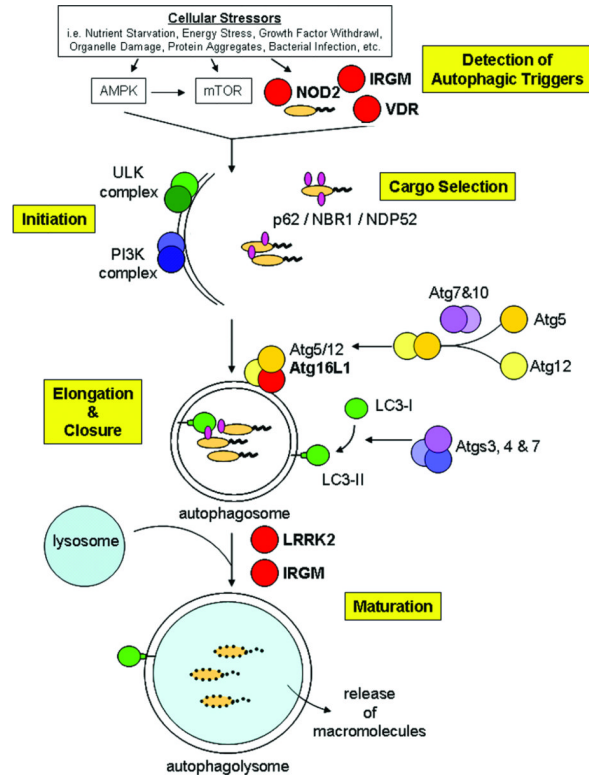 Cellular Stressors
i.e. Nutrient Starvation, Energy Stress, Growth Factor Withdrawl,
Organelle Damage, Protein Aggregates, Bacterial Infection, etc.
Detection of
Autophagic Triggers
AMPK
mTOR
NOD2
IRGM
VDR
ULK
complex
Initiation
PI3K
complex
Cargo Selection
p62 / NBR1 / NDP52
Atg7&10
Atg5
Atg12
Atg5/12
Atg16L1
Elongation
&
Closure
LC3-I
LC3-II
Atgs3, 4 & 7
autophagosome
lysosome
LRRK2
IRGM
Maturation
release
of
macromolecules
autophagolysome